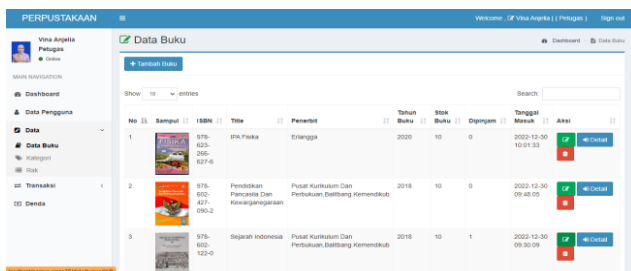 PERPUSTAKAAN
Welcome , Vina Anjelia ( ( Petugas ) Sign out
Vina Anjelia
Petugas
Online
MAIN NAVIGATION
Dashboard
Data Pengguna
Data
Data Buku
Kategori
Rak
Transaksi
Denda
Data Buku
Dashboard Data Buku
+ Tambah Buku
Show 10 entries Search:
No Sampul ISBN Title Penerbit Tahun Buku Stok Buku Dipinjam Tanggal Masuk Aksi
1 FISIKA 978-623-266-627-6 IPA Fisika Erlangga 2020 10 0 2022-12-30 10:01:33 Detail
2 978-602-427-090-2 Pendidikan Pancasila Dan Kewarganegaraan Pusat Kurikulum Dan Perbukuan,Balitbang,Kemendikub 2018 10 0 2022-12-30 09:48:05 Detail
3 978-602-122-0 Sejarah Indonesia Pusat Kurikulum Dan Perbukuan,Balitbang,Kemendikub 2018 10 1 2022-12-30 09:30:09 Detail